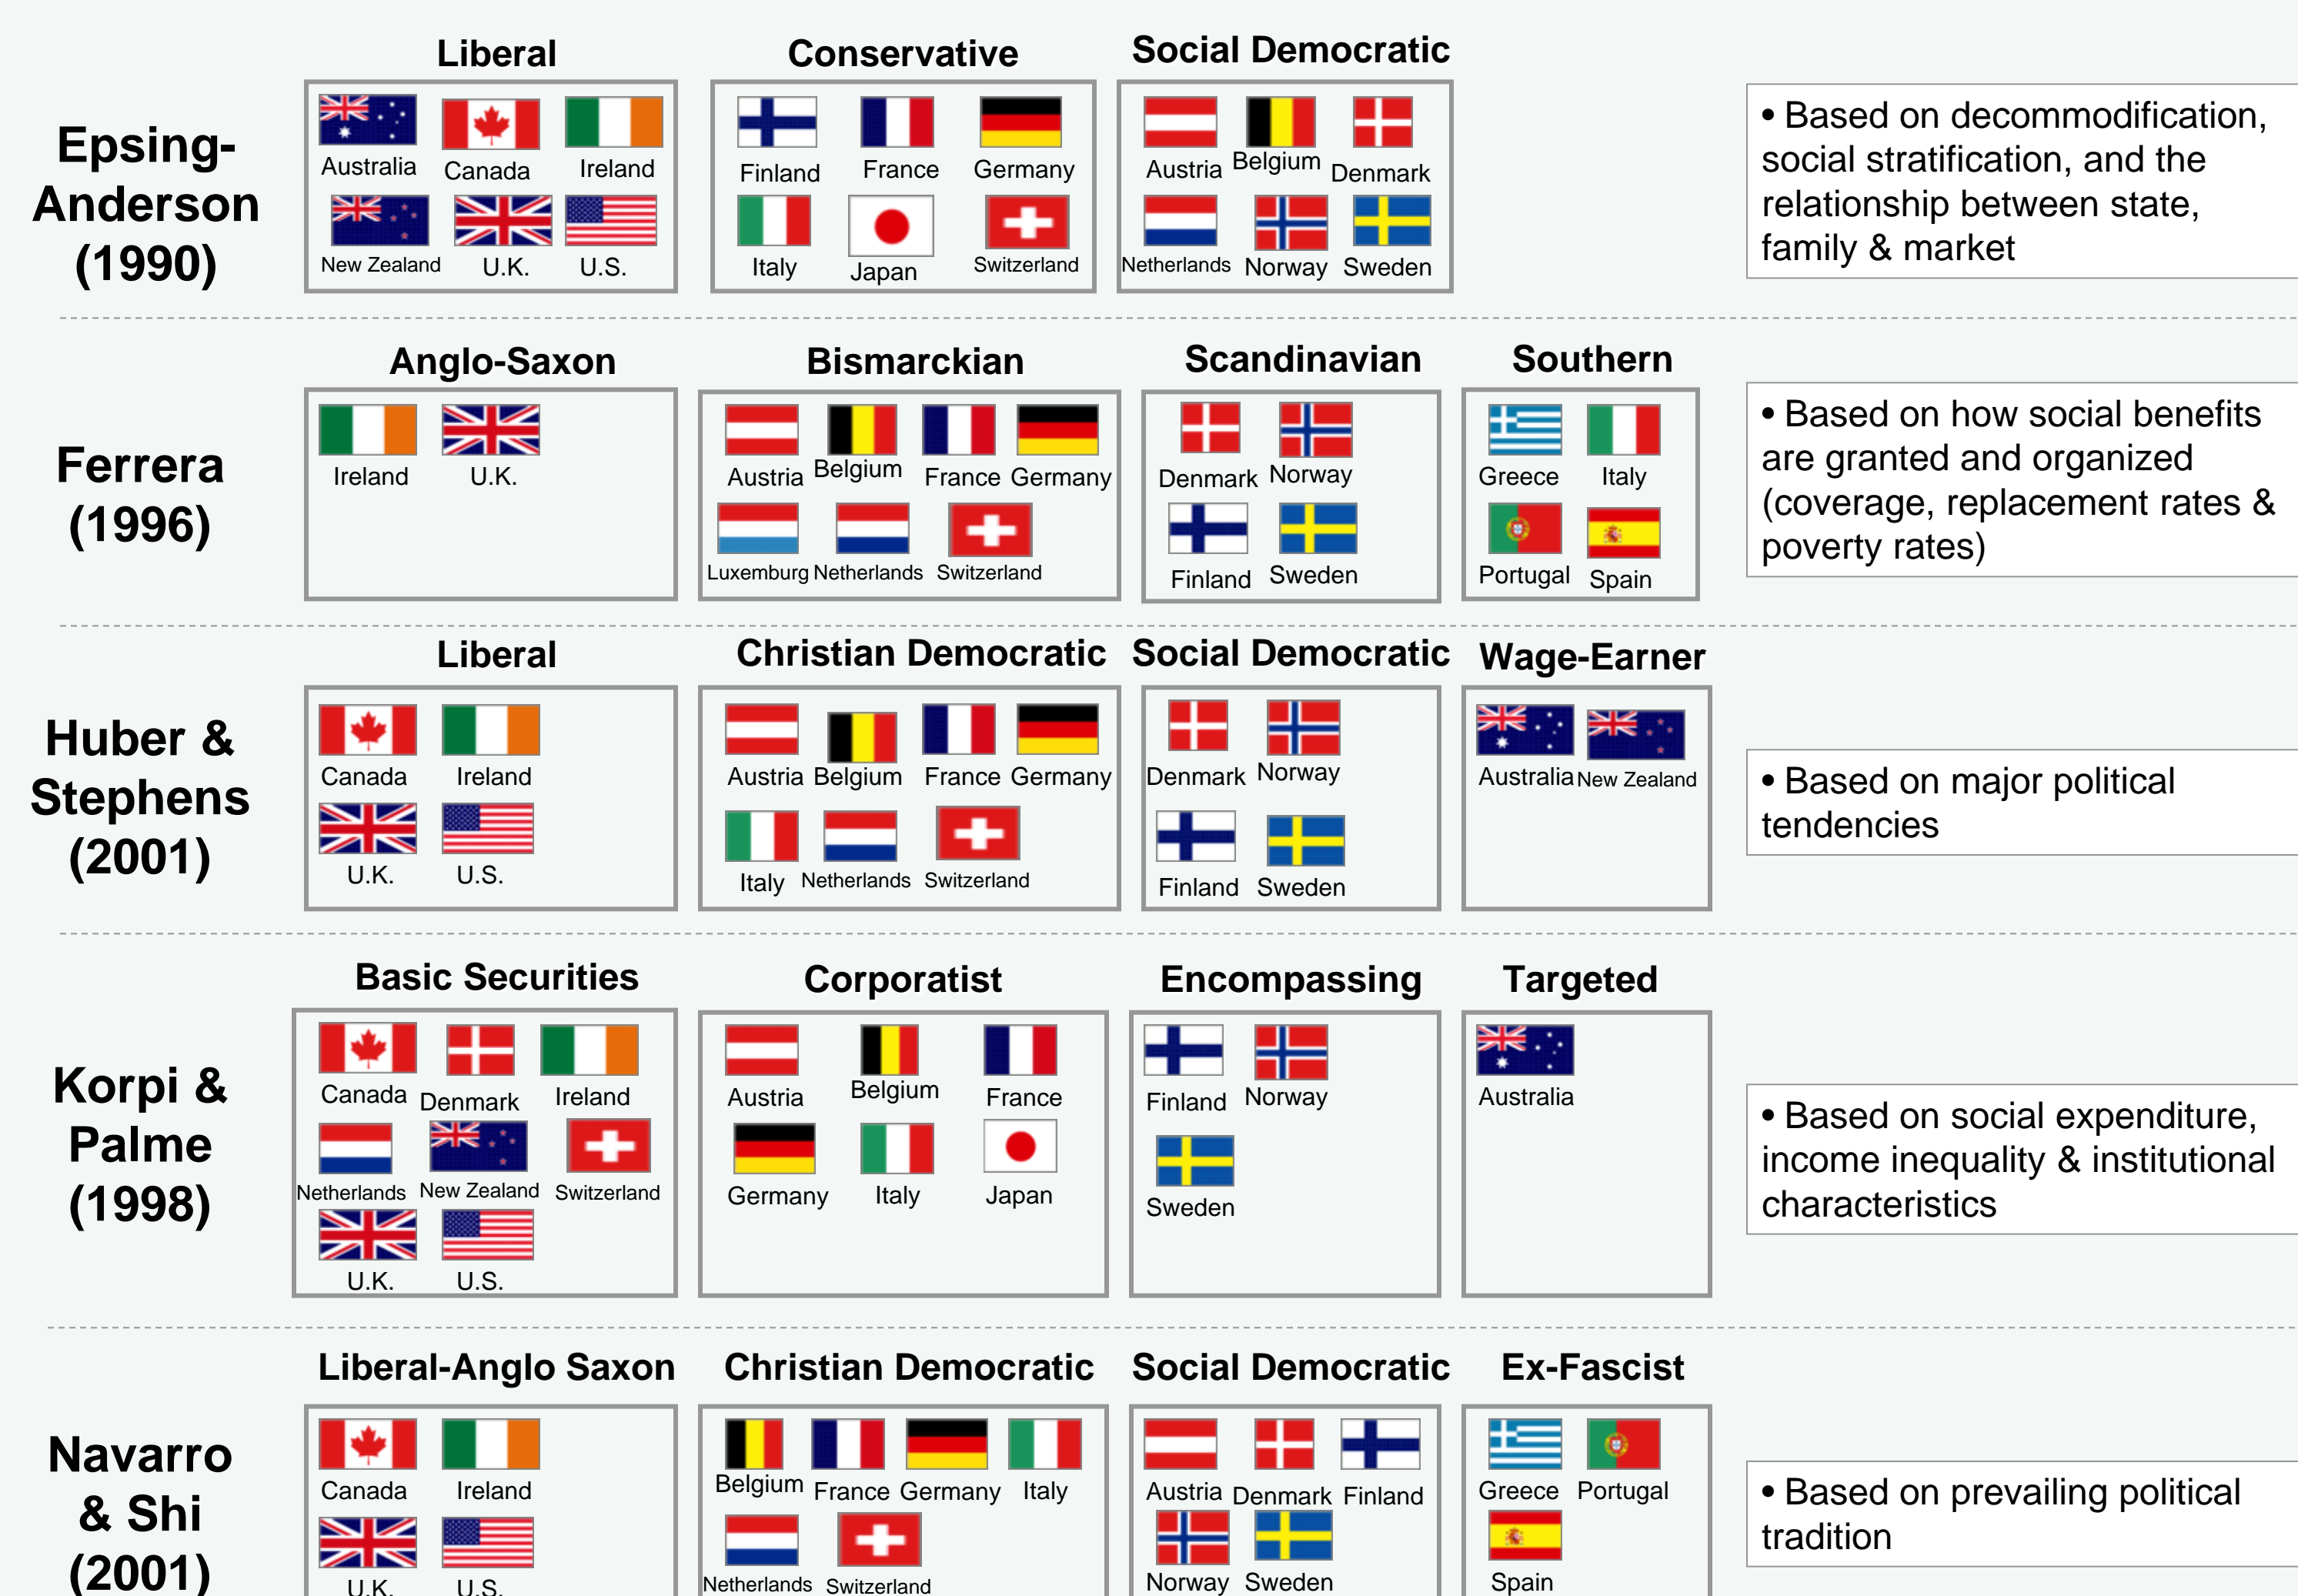 Liberal
Conservative
Social Democratic
Epsing-
Anderson
(1990)
Australia
Canada
Ireland
New Zealand
U.K.
U.S.
Finland
France
Germany
Italy
Japan
Switzerland
Austria
Belgium
Denmark
Netherlands
Norway
Sweden
• Based on decommodification,
social stratification, and the
relationship between state,
family & market
Anglo-Saxon
Bismarckian
Scandinavian
Southern
Ferrera
(1996)
Ireland
U.K.
Austria
Belgium
France
Germany
Luxemburg
Netherlands
Switzerland
Denmark
Norway
Finland
Sweden
Greece
Italy
Portugal
Spain
• Based on how social benefits
are granted and organized
(coverage, replacement rates &
poverty rates)
Liberal
Christian Democratic
Social Democratic
Wage-Earner
Huber &
Stephens
(2001)
Canada
Ireland
U.K.
U.S.
Austria
Belgium
France
Germany
Italy
Netherlands
Switzerland
Denmark
Norway
Finland
Sweden
Australia
New Zealand
• Based on major political
tendencies
Basic Securities
Corporatist
Encompassing
Targeted
Korpi &
Palme
(1998)
Canada
Denmark
Ireland
Netherlands
New Zealand
Switzerland
U.K.
U.S.
Austria
Belgium
France
Germany
Italy
Japan
Finland
Norway
Sweden
Australia
• Based on social expenditure,
income inequality & institutional
characteristics
Liberal-Anglo Saxon
Christian Democratic
Social Democratic
Ex-Fascist
Navarro
& Shi
(2001)
Canada
Ireland
U.K.
U.S.
Belgium
France
Germany
Italy
Netherlands
Switzerland
Austria
Denmark
Finland
Norway
Sweden
Greece
Portugal
Spain
• Based on prevailing political
tradition